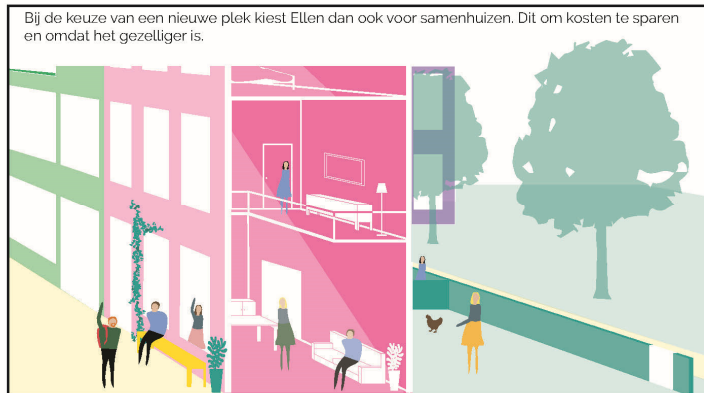 Bij de keuze van een nieuwe plek kiest Ellen dan ook voor samenhuizen. Dit om kosten te sparen
en omdat het gezelliger is.